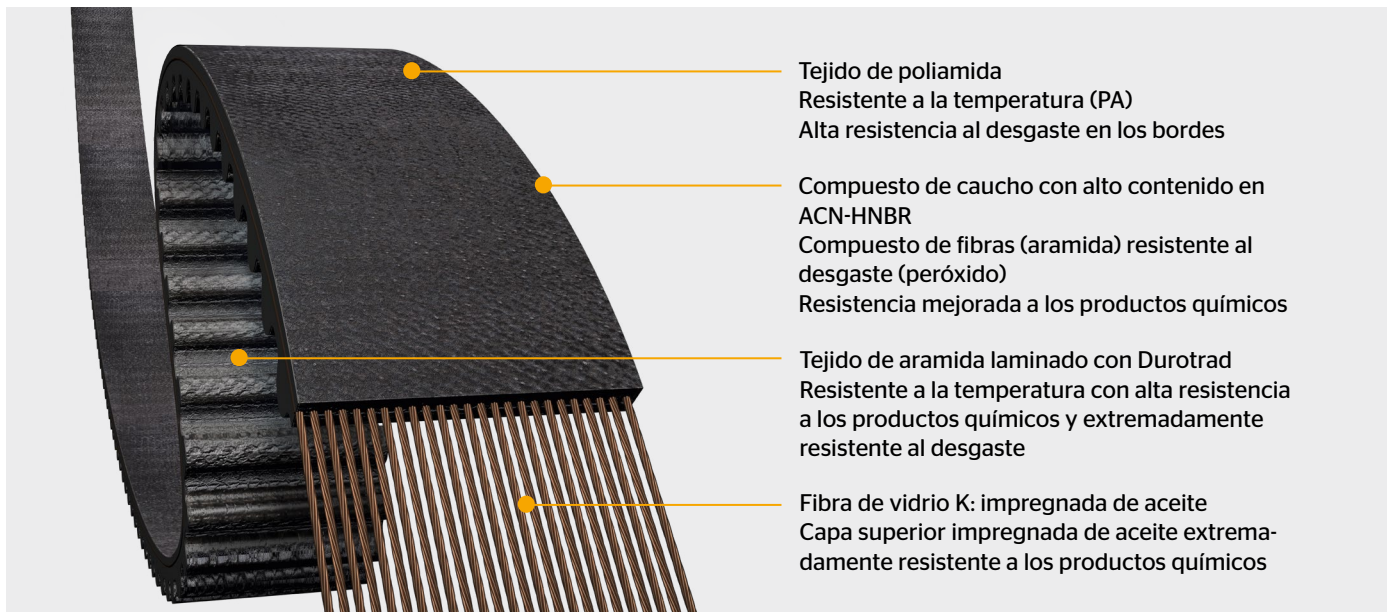 Tejido de poliamida
Resistente a la temperatura (PA)
Alta resistencia al desgaste en los bordes
Compuesto de caucho con alto contenido en
ACN-HNBR
Compuesto de fibras (aramida) resistente al
desgaste (peróxido)
Resistencia mejorada a los productos químicos
Tejido de aramida laminado con Durotrad
Resistente a la temperatura con alta resistencia
a los productos químicos y extremadamente
resistente al desgaste
Fibra de vidrio K: impregnada de aceite
Capa superior impregnada de aceite extrema-
damente resistente a los productos químicos